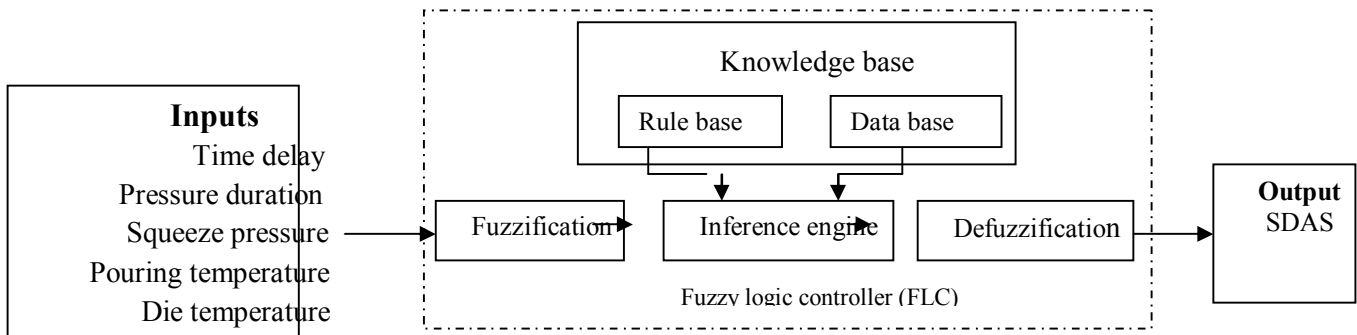 Inputs
Time delay
Pressure duration
Squeeze pressure
Pouring temperature
Die temperature
Knowledge base
Rule base
Data base
Fuzzification
Inference engine
Defuzzification
Fuzzy logic controller (FLC)
Output
SDAS